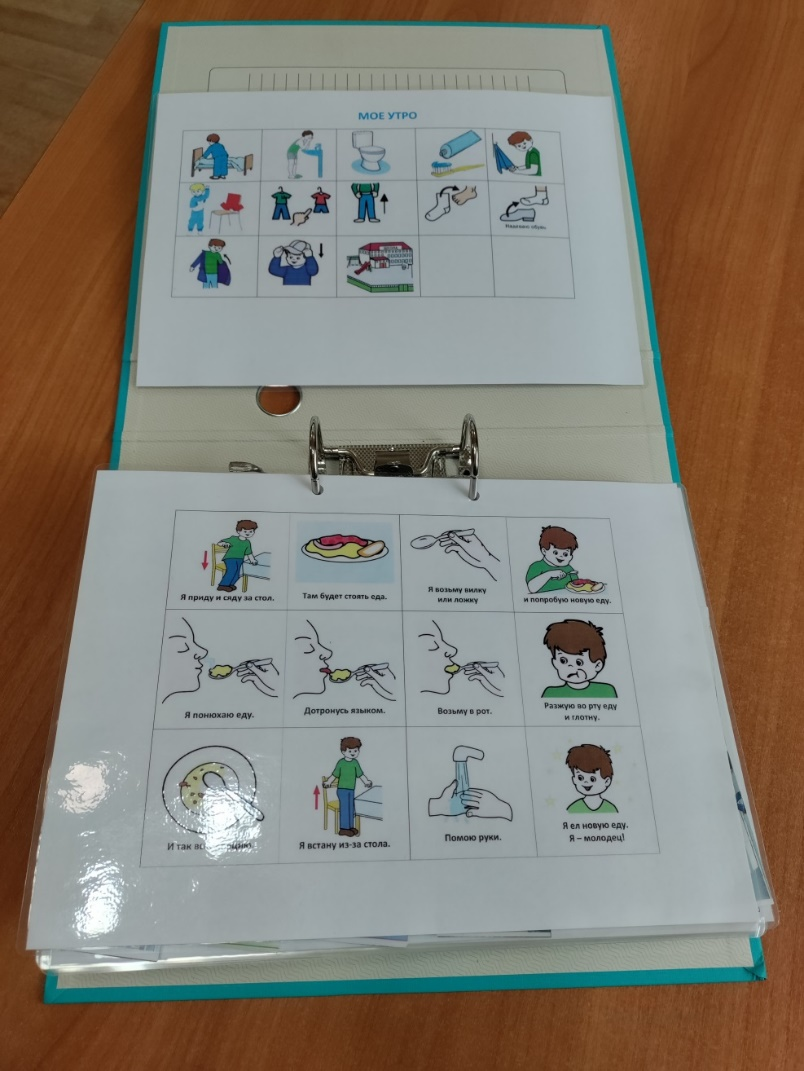 МОЕ УТРО
Надеваю обувь
Я приду и сяду за стол.
Там будет стоять еда.
Я возьму вилку
или ложку
и попробую новую еду.
Я понюхаю еду.
Дотронусь языком.
Возьму в рот.
Разжую во рту еду
и глотну.
И так
Я встану из-за стола.
Помою руки.
Я ел новую еду.
Я – молодец!